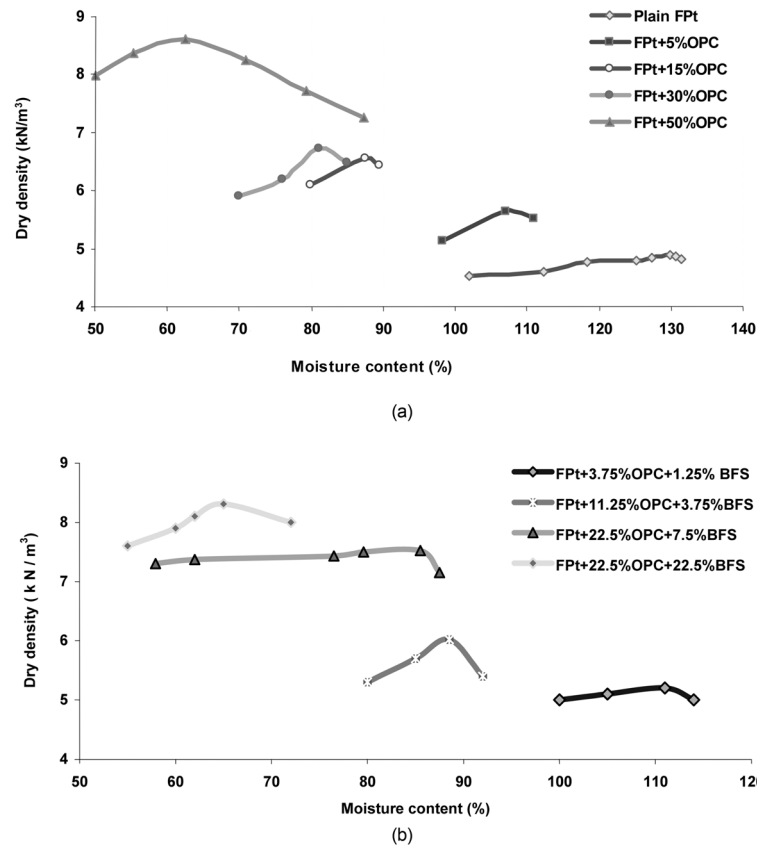 9
8
7
6
5
4
Dry density (kN/m³)
Plain FPt
FPt+5%OPC
FPt+15%OPC
FPt+30%OPC
FPt+50%OPC
50 60 70 80 90 100 110 120 130 140
Moisture content (%)
(a)
9
8
7
6
5
4
Dry density ( k N / m³)
FPt+3.75%OPC+1.25% BFS
FPt+11.25%OPC+3.75%BFS
FPt+22.5%OPC+7.5%BFS
FPt+22.5%OPC+22.5%BFS
50 60 70 80 90 100 110
Moisture content (%)
(b)